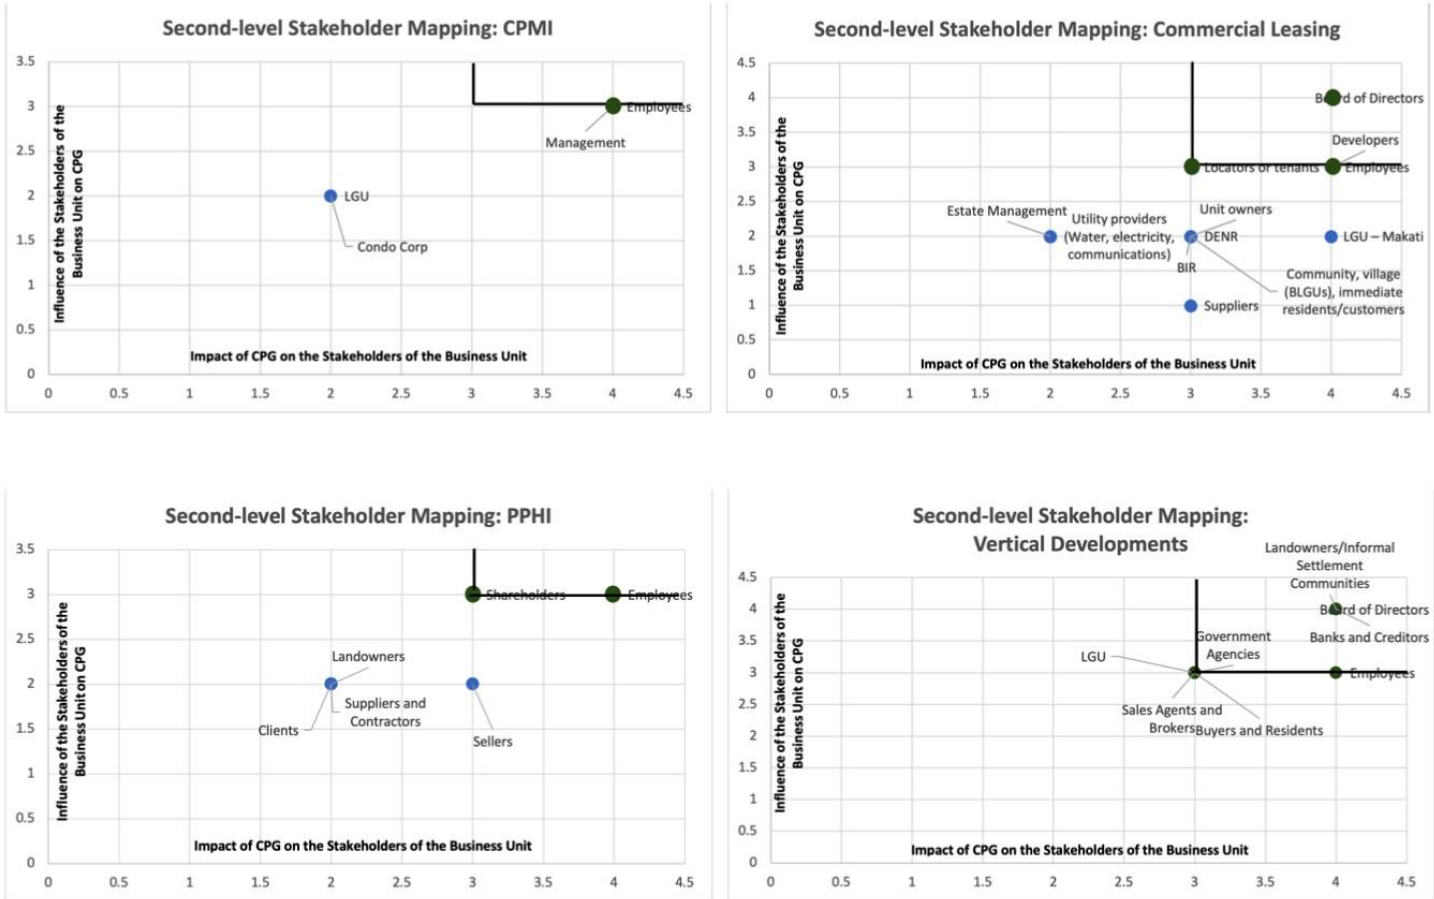 Second-level Stakeholder Mapping: CPMI
3.5
3
2.5
2
1.5
1
0.5
0
Influence of the Stakeholders of the
Business Unit on CPG
Employees
Management
LGU
Condo Corp
Impact of CPG on the Stakeholders of the Business Unit
0 0.5 1 1.5 2 2.5 3 3.5 4 4.5
Second-level Stakeholder Mapping: Commercial Leasing
4.5
4
3.5
3
2.5
2
1.5
1
0.5
0
Influence of the Stakeholders of the
Business Unit on CPG
Board of Directors
Developers
Locators or tenants
Employees
Estate Management
Utility providers
(Water, electricity,
communications)
Unit owners
DENR
BIR
LGU – Makati
Community, village
(BLGUs), immediate
residents/customers
Suppliers
Impact of CPG on the Stakeholders of the Business Unit
0 0.5 1 1.5 2 2.5 3 3.5 4 4.5
Second-level Stakeholder Mapping: PPHI
3.5
3
2.5
2
1.5
1
0.5
0
Influence of the Stakeholders of the
Business Unit on CPG
Shareholders
Employees
Landowners
Suppliers and
Contractors
Clients
Sellers
Impact of CPG on the Stakeholders of the Business Unit
0 0.5 1 1.5 2 2.5 3 3.5 4 4.5
Second-level Stakeholder Mapping:
Vertical Developments
4.5
4
3.5
3
2.5
2
1.5
1
0.5
0
Influence of the Stakeholders of the
Business Unit on CPG
Landowners/Informal
Settlement
Communities
Board of Directors
Banks and Creditors
Government
Agencies
LGU
Employees
Sales Agents and
Brokers
Buyers and Residents
Impact of CPG on the Stakeholders of the Business Unit
0 0.5 1 1.5 2 2.5 3 3.5 4 4.5